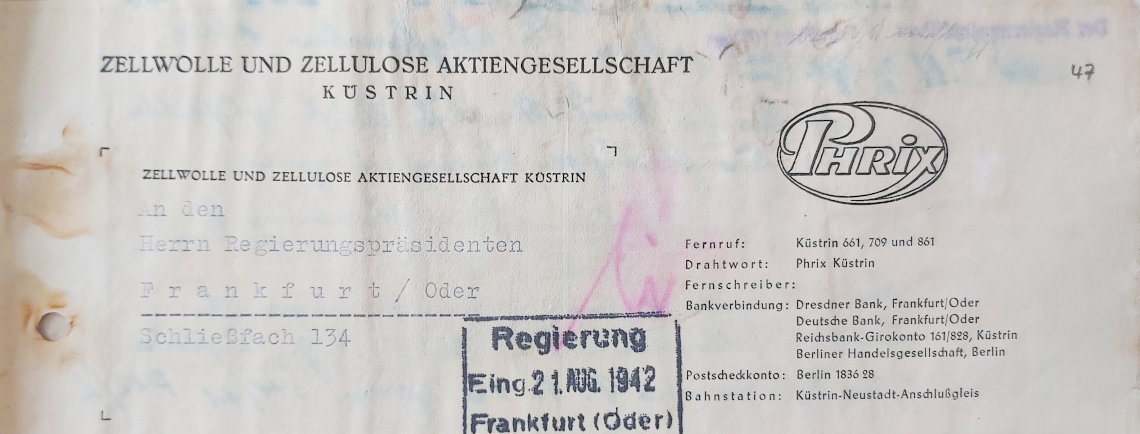 ZELLWOLLE UND ZELLULOSE AKTIENGESELLSCHAFT
KÜSTRIN
47
PHRIX
ZELLWOLLE UND ZELLULOSE AKTIENGESELLSCHAFT KÜSTRIN
An den
Herrn Regierungspräsidenten
Frankfurt/Oder
Schließfach 134
Fernruf: Küstrin 661, 709 und 861
Drahtwort: Phrix Küstrin
Fernschreiber:
Bankverbindung: Dresdner Bank, Frankfurt/Oder
Deutsche Bank, Frankfurt/Oder
Reichsbank-Girokonto 161/828, Küstrin
Berliner Handelsgesellschaft, Berlin
Postscheckkonto: Berlin 1836 28
Bahnstation: Küstrin-Neustadt-Anschlußgleis
Regierung
Eing. 21. AUG. 1942
Frankfurt (Oder)